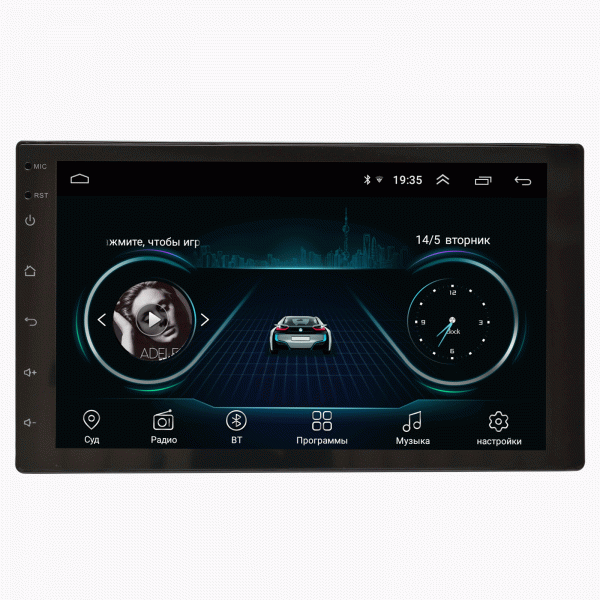 MIC
RST
19:35
жмите, чтобы игр
14/5 вторник
ADELE
12
3
6
9
clock
Суд
Радио
BT
Программы
Музыка
настройки